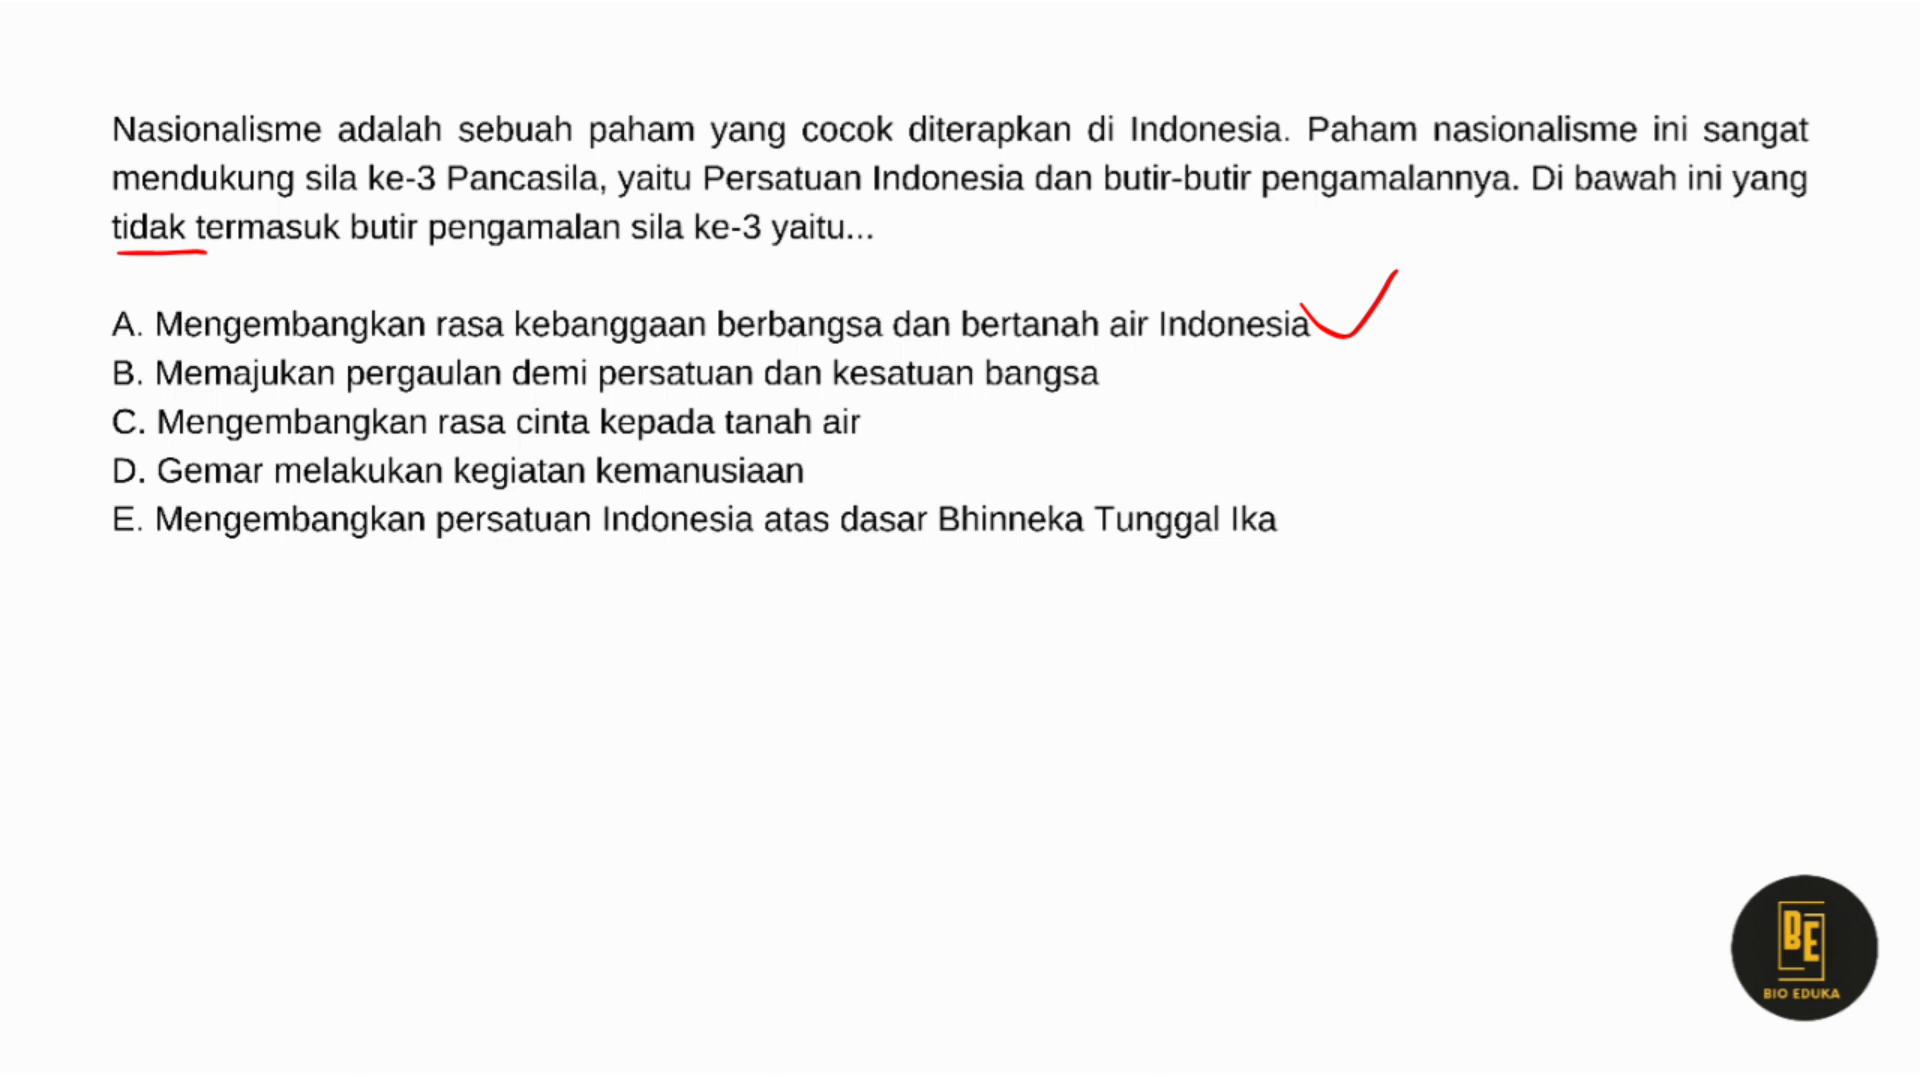 Nasionalisme adalah sebuah paham yang cocok diterapkan di Indonesia. Paham nasionalisme ini sangat
mendukung sila ke-3 Pancasila, yaitu Persatuan Indonesia dan butir-butir pengamalannya. Di bawah ini yang
tidak termasuk butir pengamalan sila ke-3 yaitu...
A. Mengembangkan rasa kebanggaan berbangsa dan bertanah air Indonesia
B. Memajukan pergaulan demi persatuan dan kesatuan bangsa
C. Mengembangkan rasa cinta kepada tanah air
D. Gemar melakukan kegiatan kemanusiaan
E. Mengembangkan persatuan Indonesia atas dasar Bhinneka Tunggal Ika
BE
BIO EDUKA